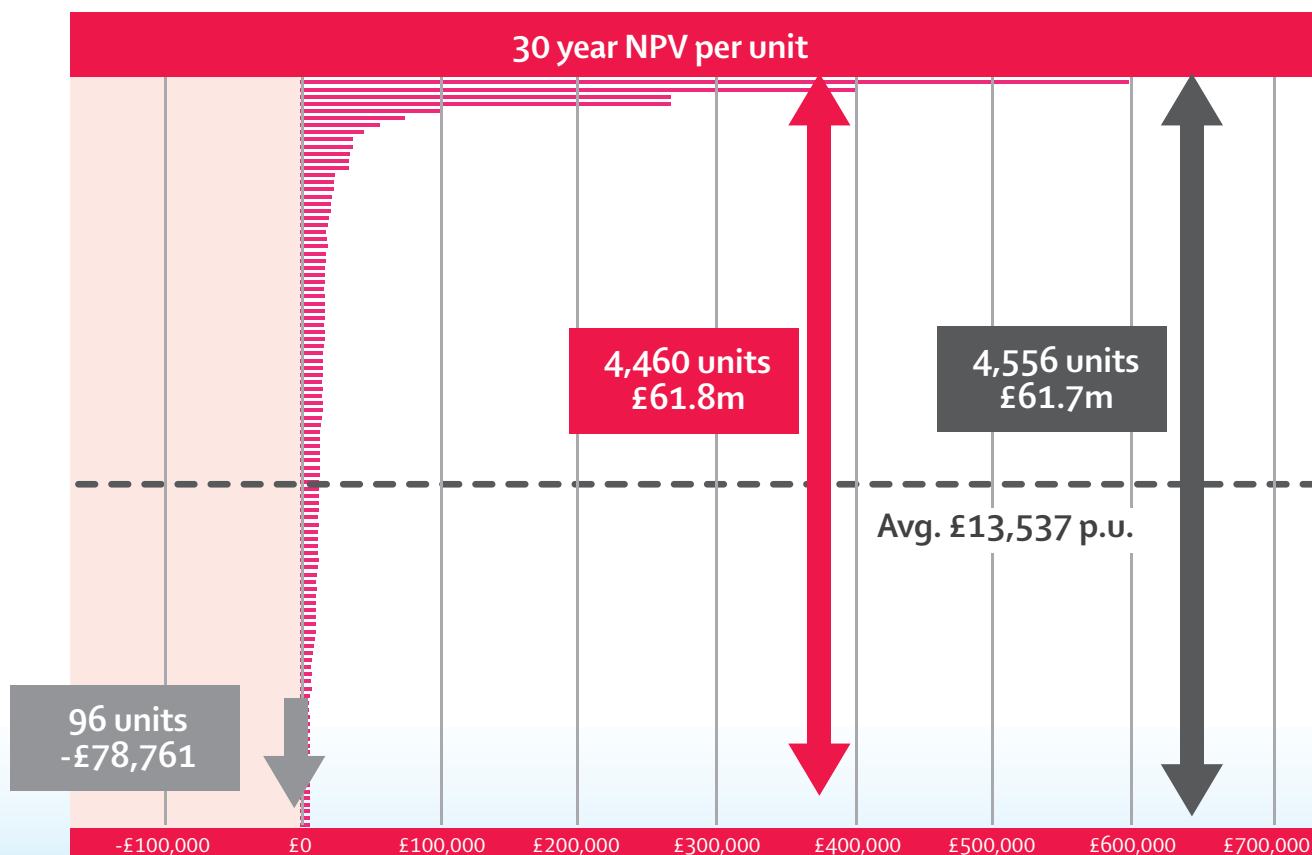 30 year NPV per unit
4,460 units
£61.8m
4,556 units
£61.7m
Avg. £13,537 p.u.
96 units
-£78,761
-£100,000 £0 £100,000 £200,000 £300,000 £400,000 £500,000 £600,000 £700,000